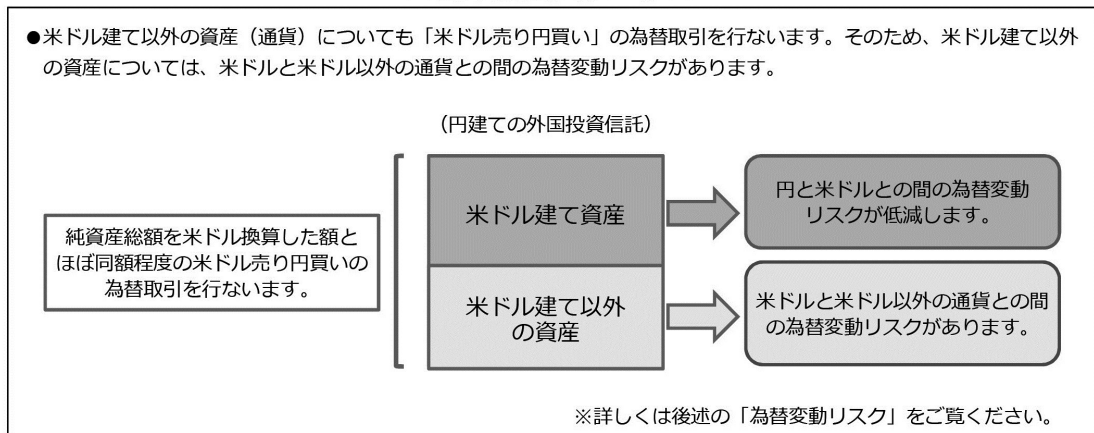 ●米ドル建て以外の資産（通貨）についても「米ドル売り円買い」の為替取引を行ないます。そのため、米ドル建て以外
の資産については、米ドルと米ドル以外の通貨との間の為替変動リスクがあります。
（円建ての外国投資信託）
純資産総額を米ドル換算した額と
ほぼ同額程度の米ドル売り円買いの
為替取引を行ないます。
米ドル建て資産
円と米ドルとの間の為替変動
リスクが低減します。
米ドル建て以外
の資産
米ドルと米ドル以外の通貨との間
の為替変動リスクがあります。
※詳しくは後述の「為替変動リスク」をご覧ください。